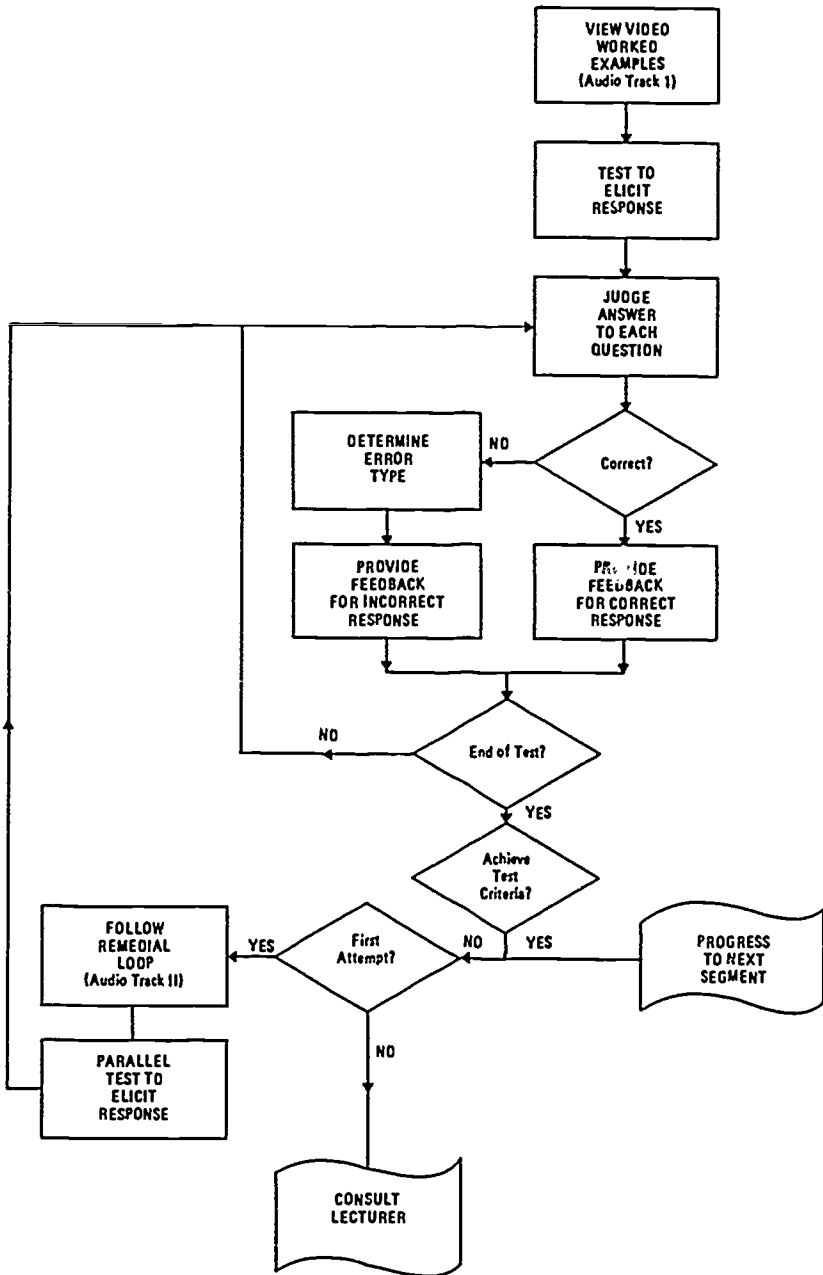 VIEW VIDEO
WORKED
EXAMPLES
(Audio Track I)
TEST TO
ELICIT
RESPONSE
JUDGE
ANSWER
TO EACH
QUESTION
DETERMINE
ERROR
TYPE
NO
Correct?
YES
PROVIDE
FEEDBACK
FOR INCORRECT
RESPONSE
FEEDBACK
FOR CORRECT
RESPONSE
NO
End of Test?
YES
Achieve
Test
Criteria?
FOLLOW
REMEDIAL
LOOP
(Audio Track II)
YES
First
Attempt?
NO
YES
PROGRESS
TO NEXT
SEGMENT
NO
PARALLEL
TEST TO
ELICIT
RESPONSE
CONSULT
LECTURER